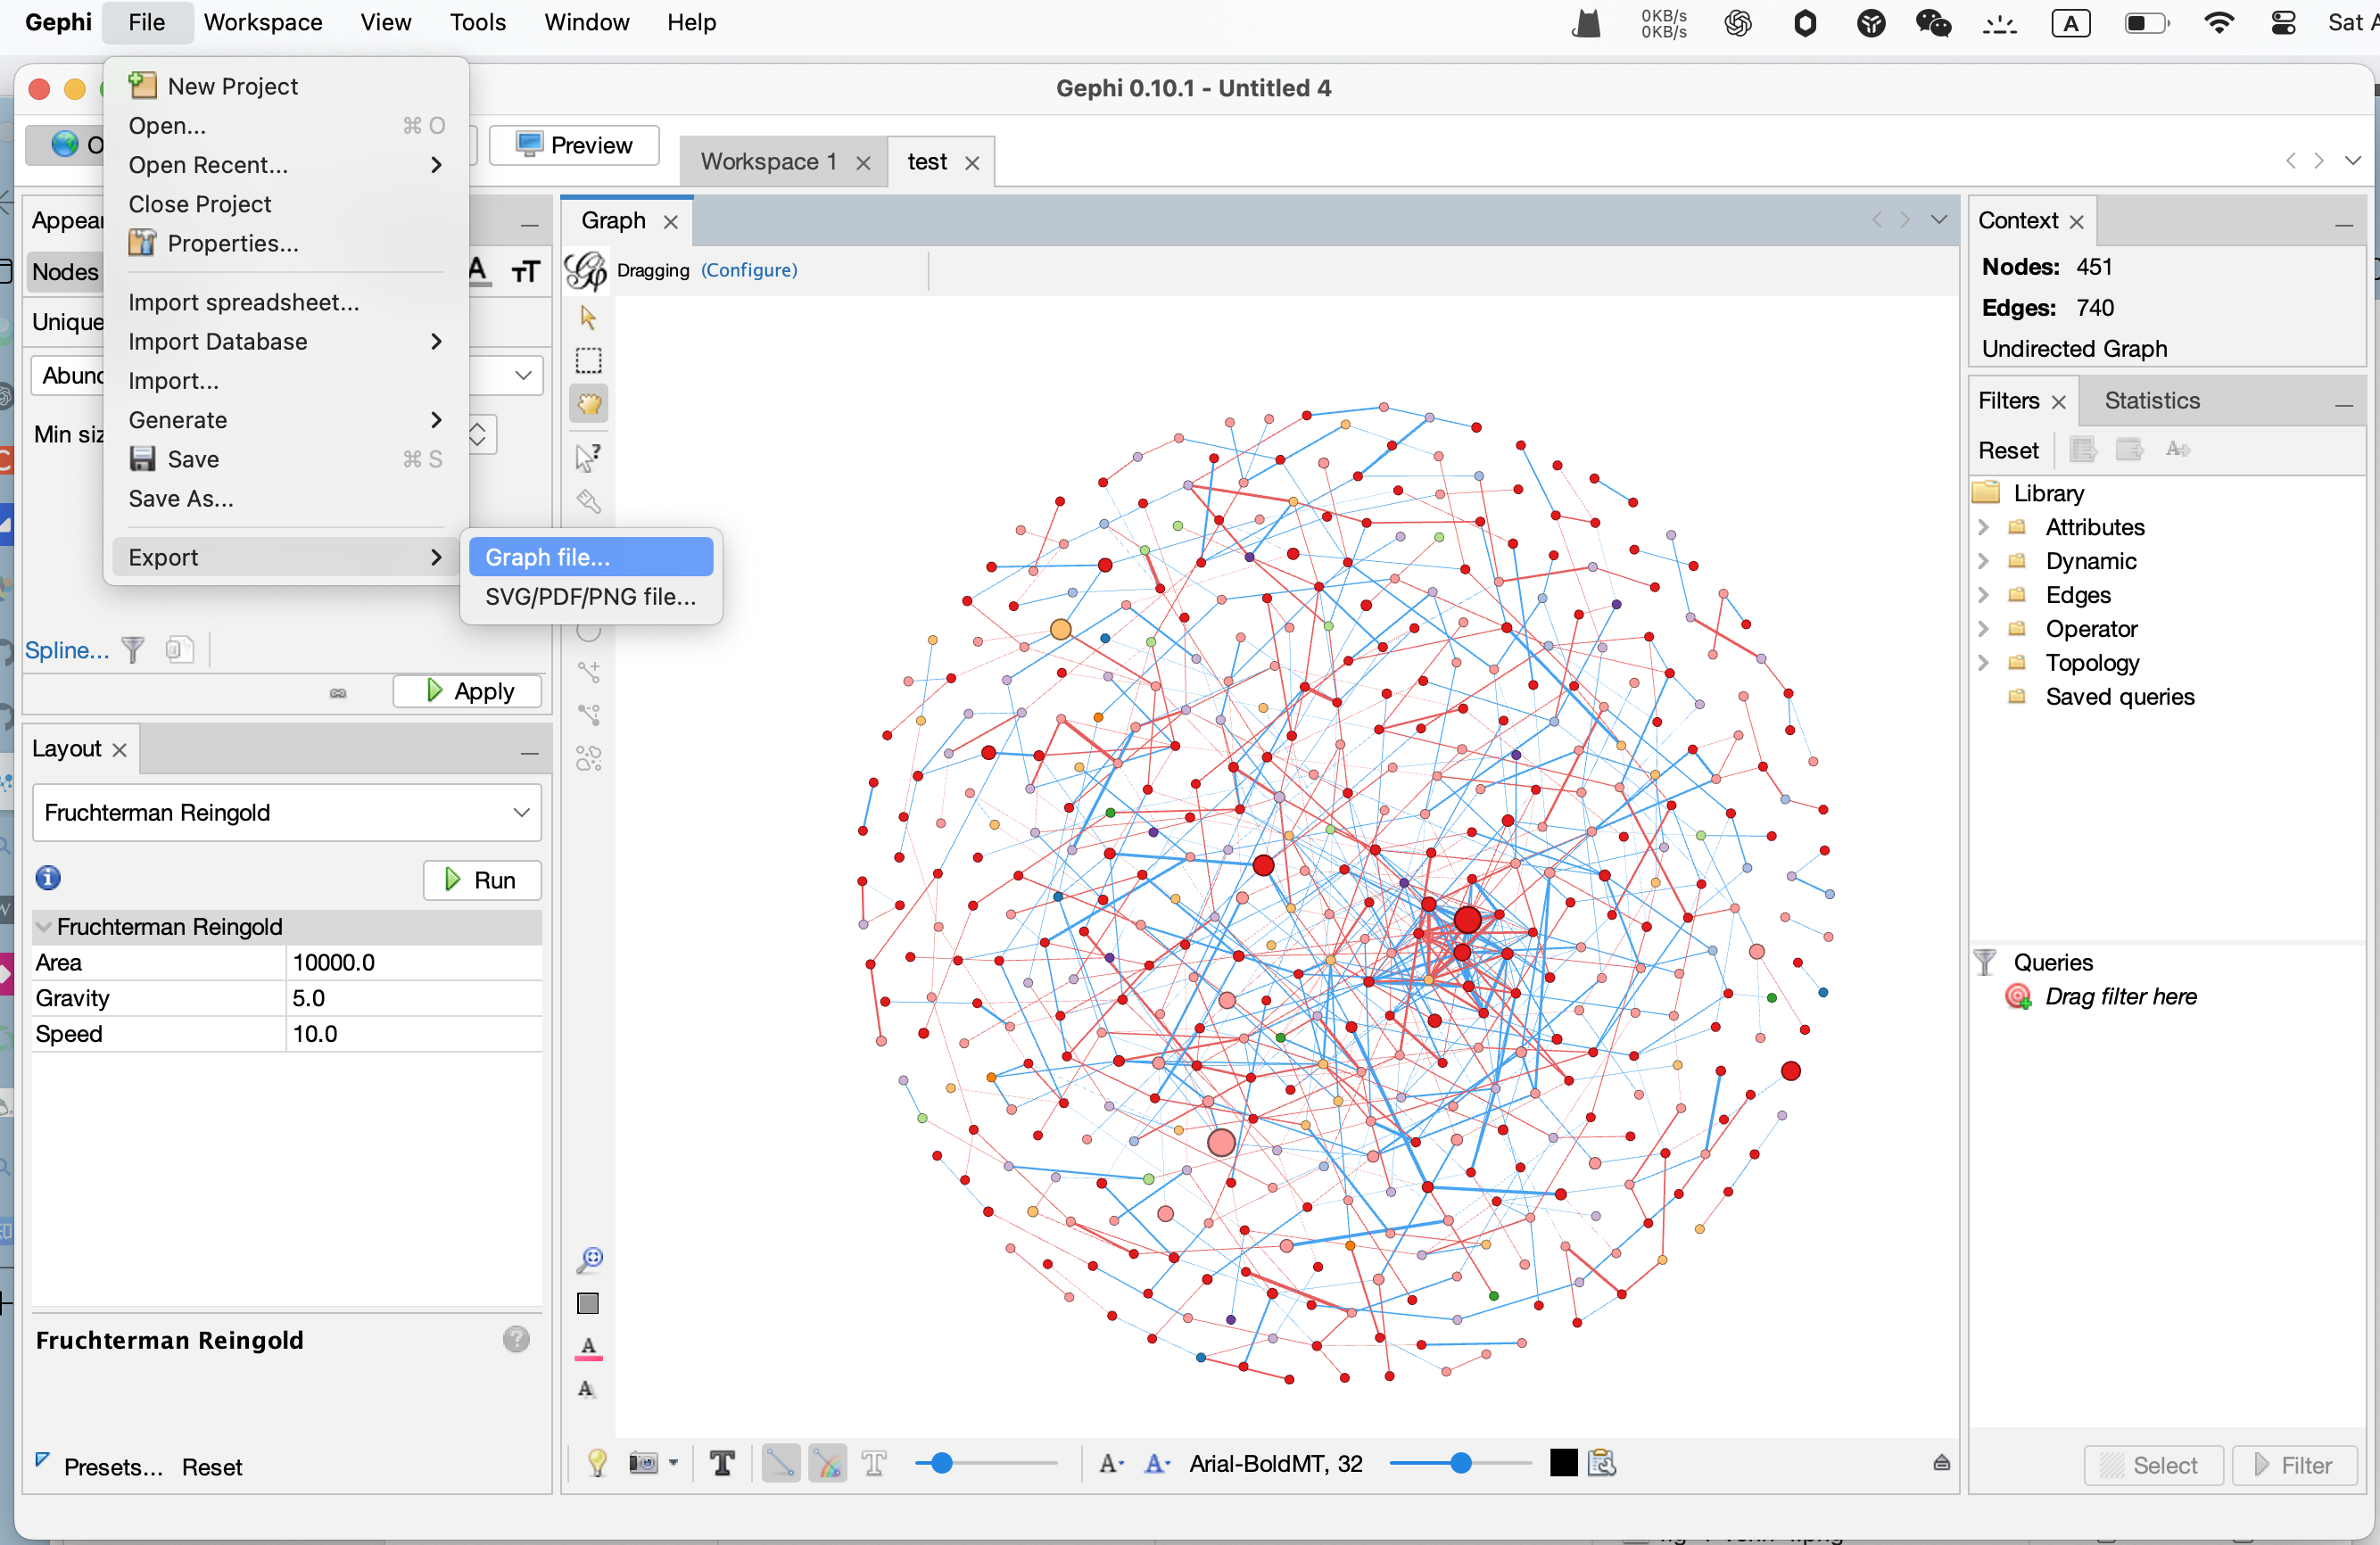 Gephi File Workspace View Tools Window Help
0KB/s
0KB/s
A
Sat A
Gephi 0.10.1 - Untitled 4
New Project
Open... ⌘ O
Open Recent...
Close Project
Properties...
Import spreadsheet...
Import Database
Import...
Generate
Save ⌘ S
Save As...
Export
Graph file...
SVG/PDF/PNG file...
O
Preview
Workspace 1
test
Appear
Nodes
A
TT
Unique
Abund
Min siz
Spline...
Apply
Layout
Fruchterman Reingold
Run
Fruchterman Reingold
Area 10000.0
Gravity 5.0
Speed 10.0
Fruchterman Reingold
Presets... Reset
Graph
Dragging (Configure)
A
A
T
T
A A Arial-BoldMT, 32
Context
Nodes: 451
Edges: 740
Undirected Graph
Filters Statistics
Reset
Library
Attributes
Dynamic
Edges
Operator
Topology
Saved queries
Queries
Drag filter here
Select Filter